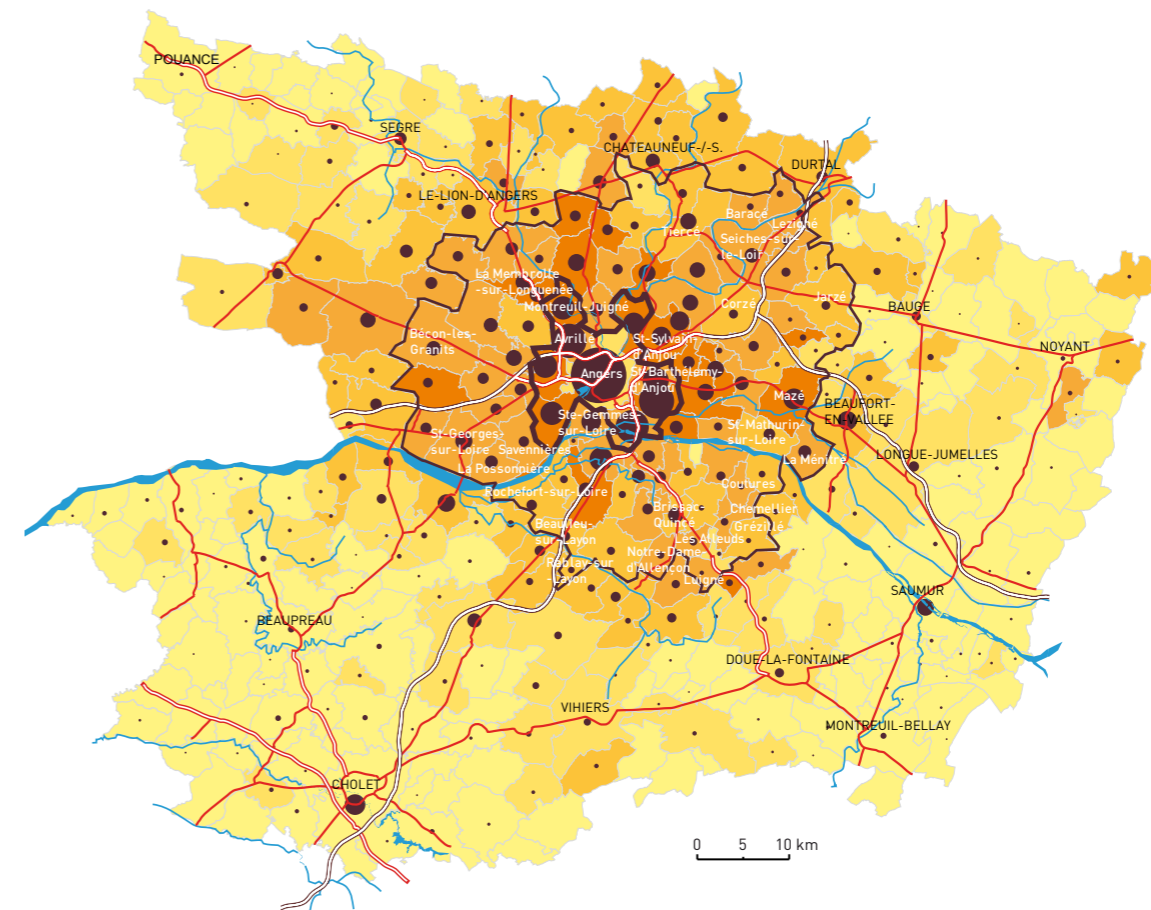 POUANCE
SEGRE
CHATEAUNEUF-/-S.
DURTAL
LE-LION-D'ANGERS
Baracé
Lezigné
Tiercé
Seiches-sur-
le-Loir
La Membrolle
-sur-Longuenée
Jarzé
Corzé
Montreuil-Juigné
BAUGE
Bécon-les-
Granits
Avrillé
St-Sylvain-
d'Anjou
NOYANT
Angers
St-Barthélemy-
d'Anjou
Mazé
BEAUFORT-
EN-VALLEE
Ste-Gemmes-
sur-Loire
St-Mathurin-
sur-Loire
St-Georges-
sur-Loire
Savennières
LONGUE-JUMELLES
La Ménitré
La Possonnière
Coutures
Rochefort-sur-Loire
Brissac-
Quincé
Chemellier
Grézillé
Beaulieu-
sur-Layon
Les Alleuds
Notre-Dame-
d'Allençon
Rablay-sur
-Layon
Luigné
SAUMUR
BEAUPREAU
DOUE-LA-FONTAINE
VIHIERS
MONTREUIL-BELLAY
CHOLET
0 5 10 km